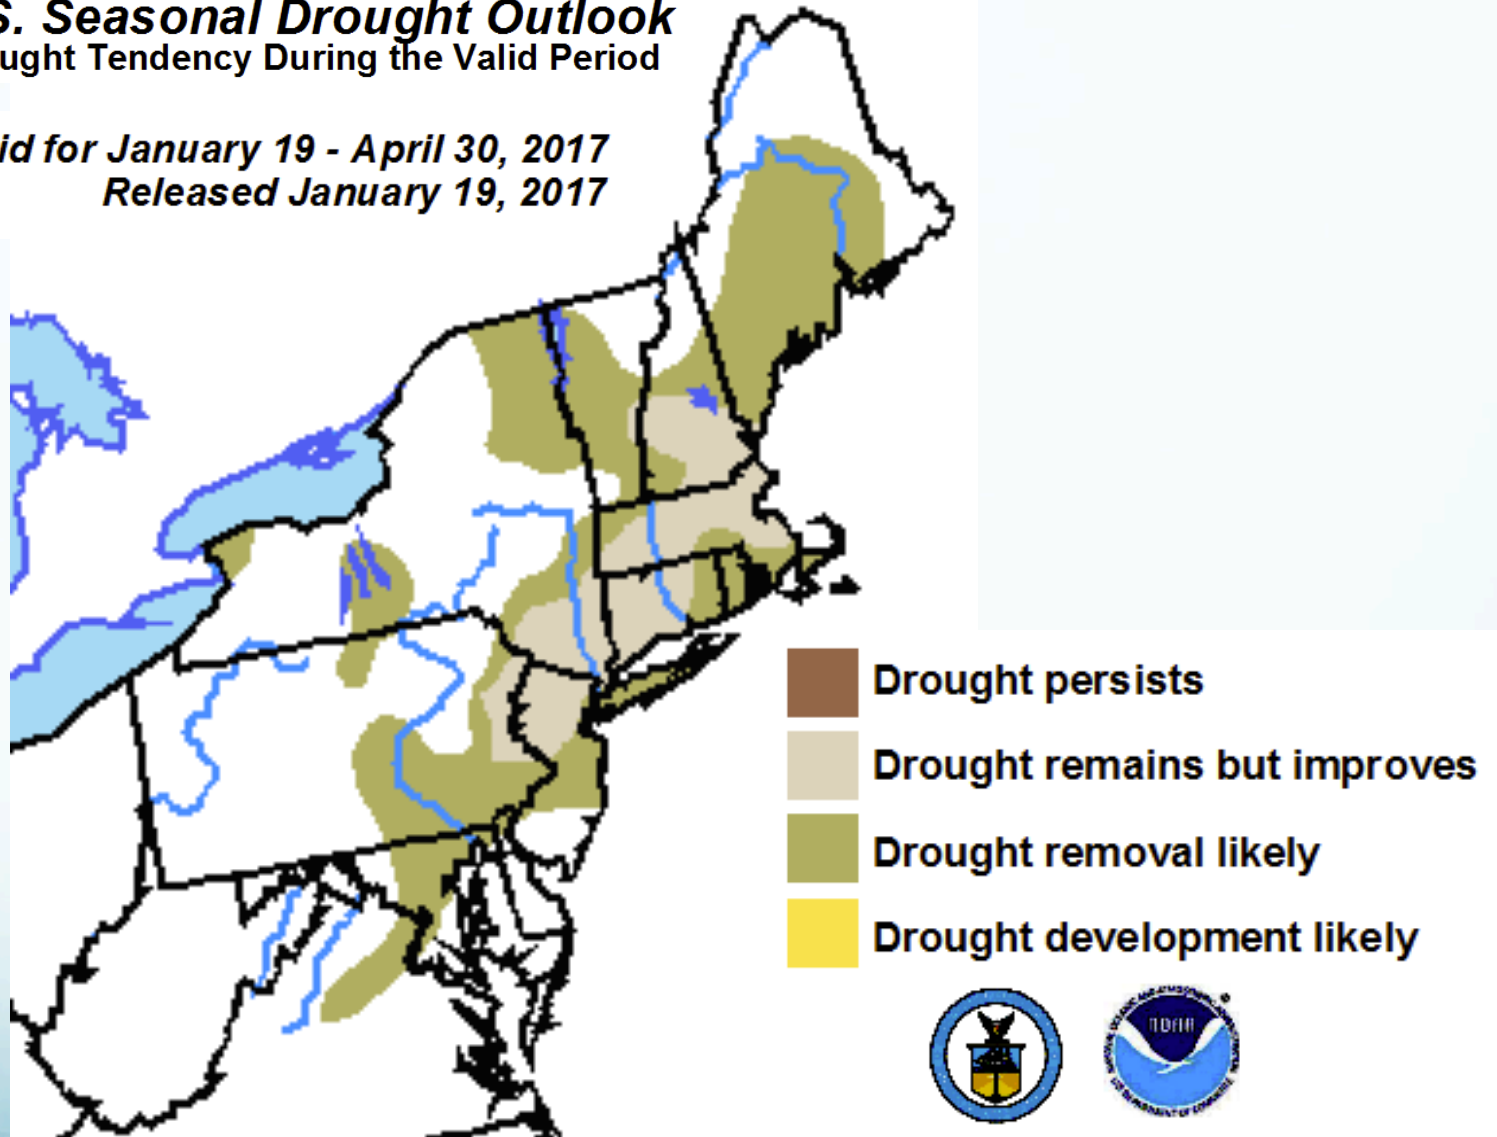 S. Seasonal Drought Outlook
ught Tendency During the Valid Period
id for January 19 - April 30, 2017
Released January 19, 2017
Drought persists
Drought remains but improves
Drought removal likely
Drought development likely